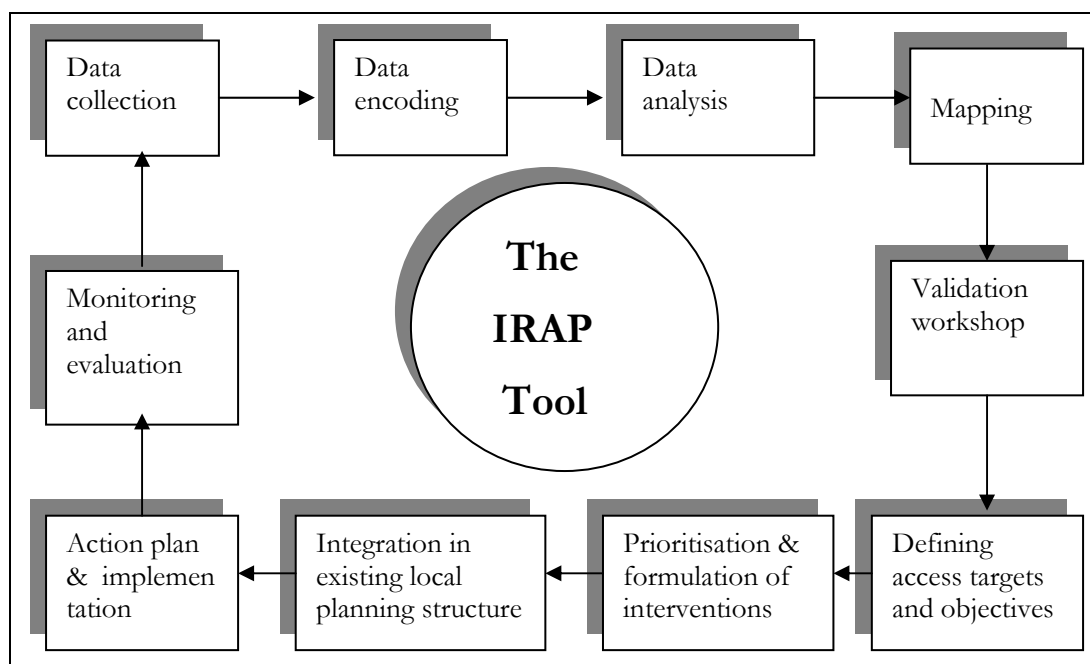 Data
collection
Data
encoding
Data
analysis
Mapping
The
IRAP
Tool
Monitoring
and
evaluation
Validation
workshop
Action plan
& implemen
tation
Integration in
existing local
planning structure
Prioritisation &
formulation of
interventions
Defining
access targets
and objectives